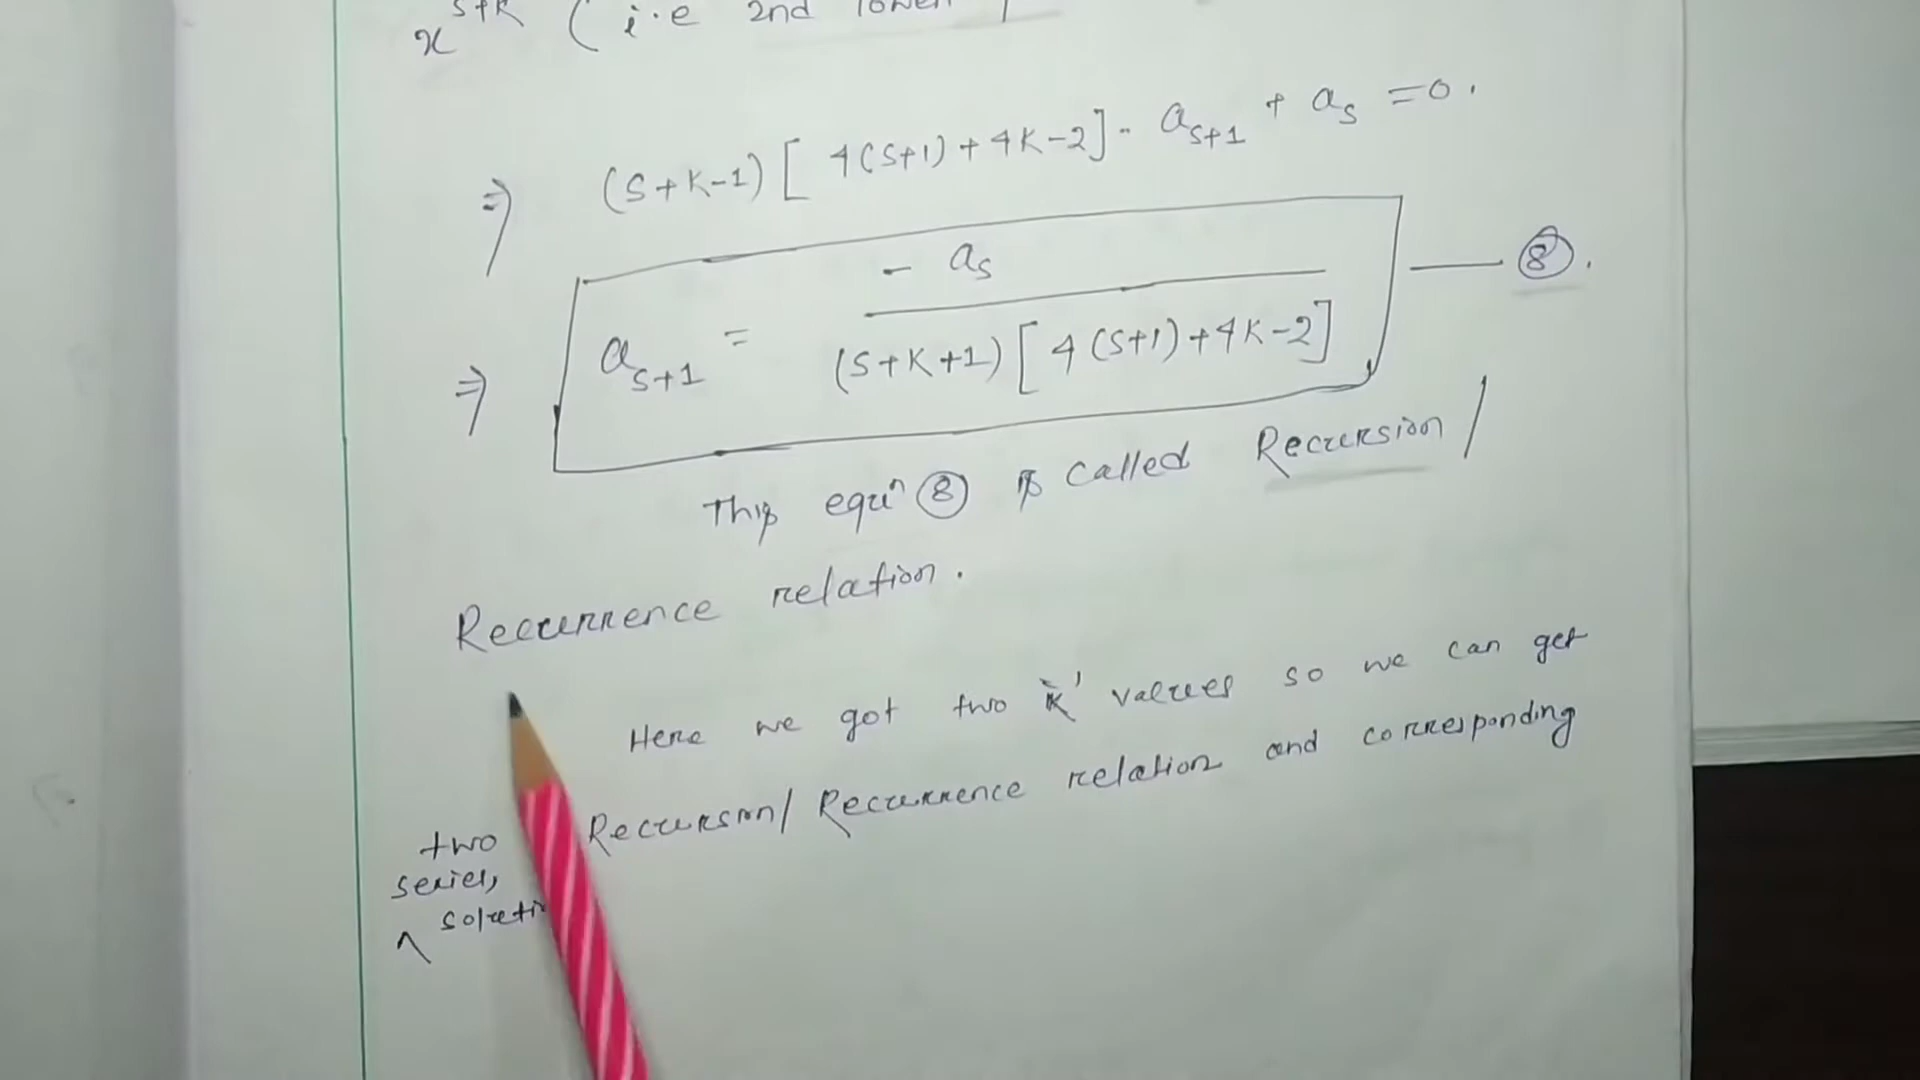 x^{s+k} ( i.e 2nd
⇒ (s+k-1) [ 4(s+1) + 4k-2 ] · a_{s+1} + a_s = 0 .
⇒ a_{s+1} = - a_s / (s+k+1) [ 4(s+1) + 4k-2 ] — ⑧ .
This equⁿ ⑧ is called Recursion /
Recurrence relation .
Here we got two 'k' values so we can get
two Recursion/ Recurrence relation and corresponding
series,
^